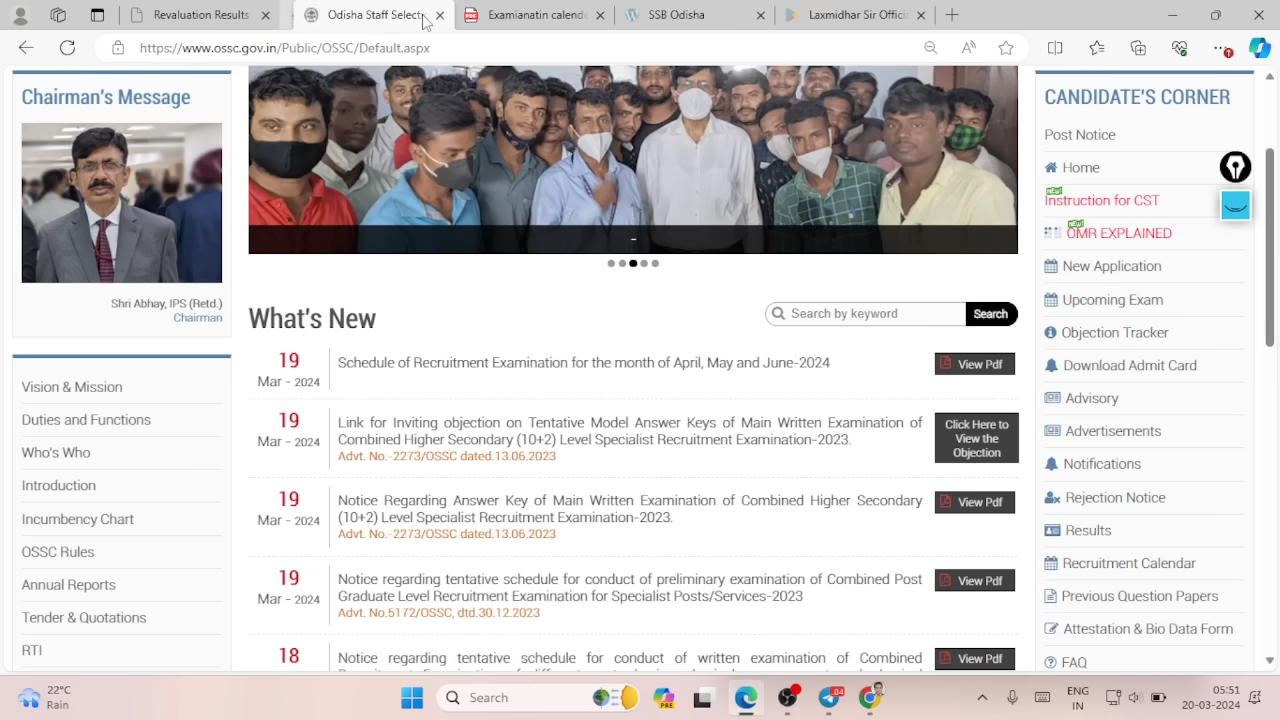 Odisha Staff Selecti
Examination calende
SSB Odisha
JamLoom Officia
https://www.ossc.gov.in/Public/OSSC/Default.aspx
Chairman's Message
Shri Abhay, IPS (Retd.)
Chairman
Vision & Mission
Duties and Functions
Who's Who
Introduction
Incumbency Chart
OSSC Rules
Annual Reports
Tender & Quotations
RTI
What's New
Search by keyword
Search
19
Mar - 2024
Schedule of Recruitment Examination for the month of April, May and June-2024
View Pdf
19
Mar - 2024
Link for Inviting objection on Tentative Model Answer Keys of Main Written Examination of
Combined Higher Secondary (10+2) Level Specialist Recruitment Examination-2023.
Advt. No.-2273/OSSC dated.13.06.2023
Click Here to
View the
Objection
19
Mar - 2024
Notice Regarding Answer Key of Main Written Examination of Combined Higher Secondary
(10+2) Level Specialist Recruitment Examination-2023.
Advt. No.-2273/OSSC dated.13.06.2023
View Pdf
19
Mar - 2024
Notice regarding tentative schedule for conduct of preliminary examination of Combined Post
Graduate Level Recruitment Examination for Specialist Posts/Services-2023
Advt. No.5172/OSSC, dtd.30.12.2023
View Pdf
18
Notice regarding tentative schedule for conduct of written examination of Combined
View Pdf
CANDIDATE'S CORNER
Post Notice
Home
Instruction for CST
OMR EXPLAINED
New Application
Upcoming Exam
Objection Tracker
Download Admit Card
Advisory
Advertisements
Notifications
Rejection Notice
Results
Recruitment Calendar
Previous Question Papers
Attestation & Bio Data Form
FAQ
22°C
Rain
Search
PRE
04
ENG
IN
05:51
20-03-2024